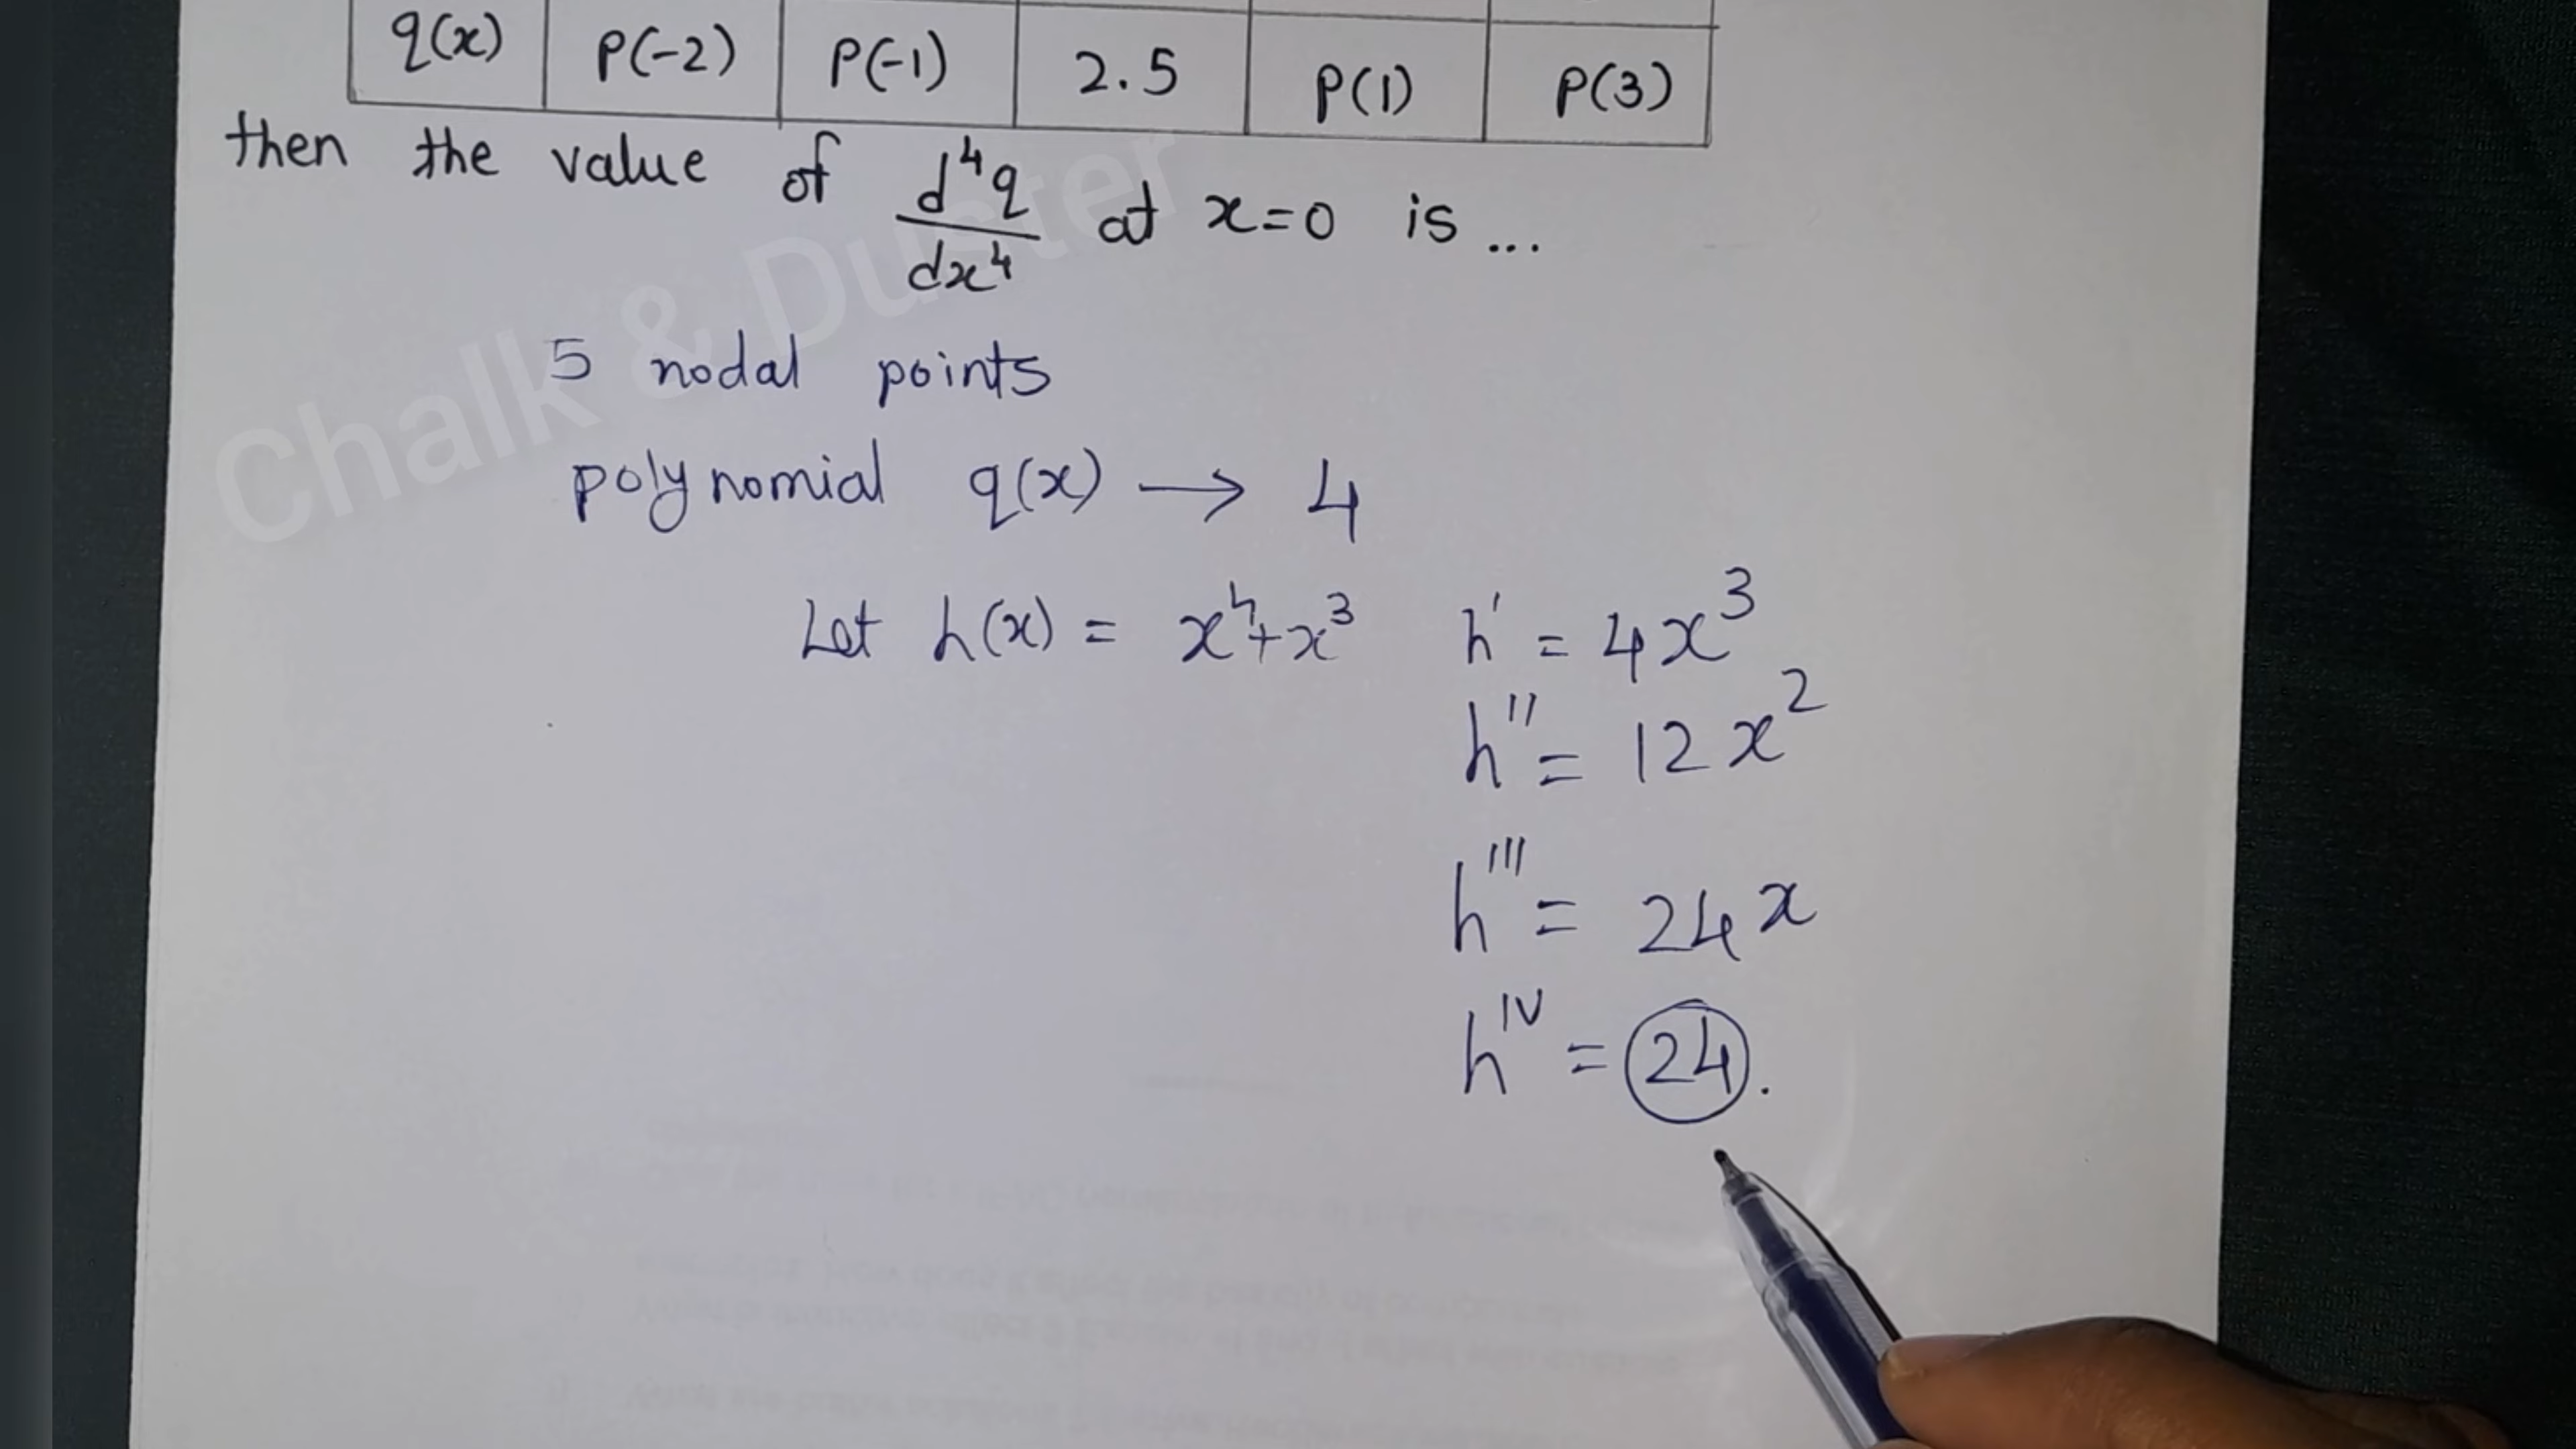 q(x) P(-2) P(-1) 2.5 P(1) P(3)
then the value of d⁴q/dx⁴ at x=0 is ...
Chalk & Duster
5 nodal points
polynomial q(x) → 4
Let h(x) = x⁴+x³ h' = 4x³
h'' = 12x²
h''' = 24x
hᴵⱽ = 24.